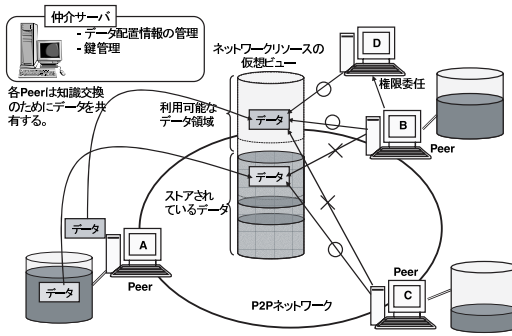 仲介サーバ
- データ配置情報の管理
- 鍵管理
各Peerは知識交換
のためにデータを共
有する。
ネットワークリソースの
仮想ビュー
D
権限委任
利用可能な
データ領域
データ
B
Peer
データ
ストアされ
ているデータ
データ
A
Peer
データ
Peer
C
P2Pネットワーク